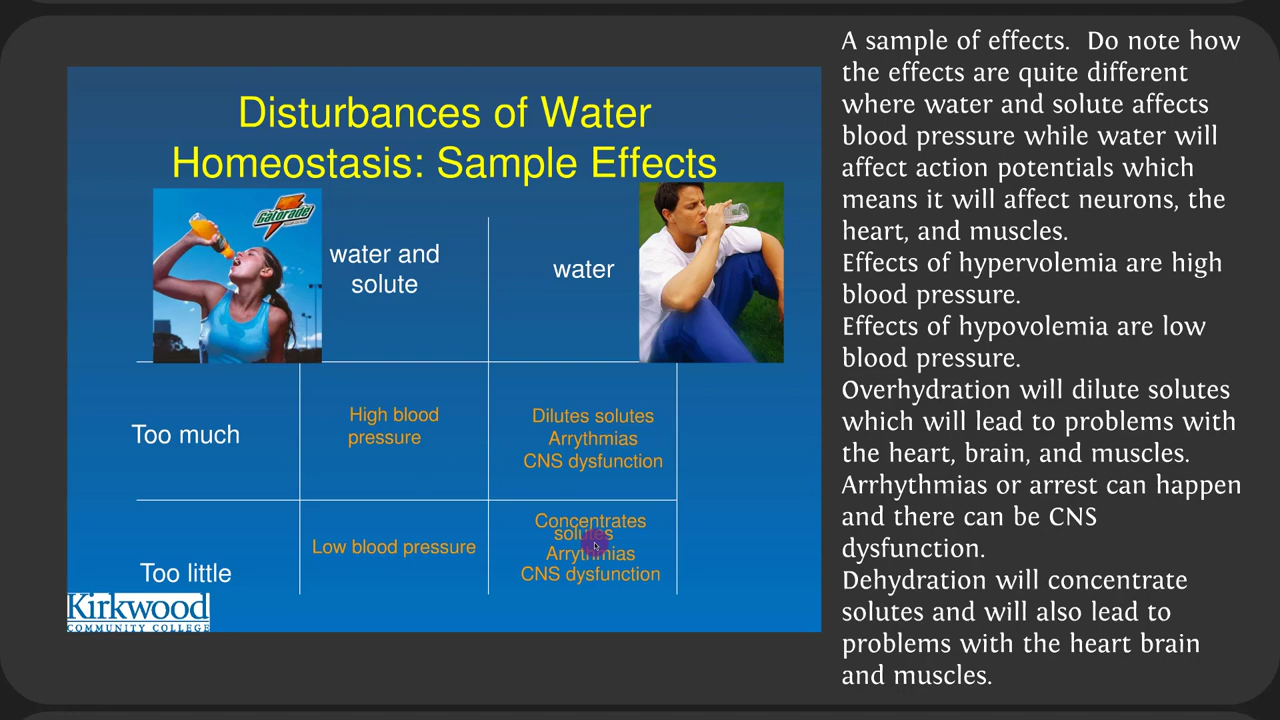 Disturbances of Water
Homeostasis: Sample Effects
Gatorade
water and
solute
water
Too much
High blood
pressure
Dilutes solutes
Arrythmias
CNS dysfunction
Too little
Low blood pressure
Concentrates
solutes
Arrythmias
CNS dysfunction
Kirkwood
COMMUNITY COLLEGE
A sample of effects.  Do note how
the effects are quite different
where water and solute affects
blood pressure while water will
affect action potentials which
means it will affect neurons, the
heart, and muscles.
Effects of hypervolemia are high
blood pressure.
Effects of hypovolemia are low
blood pressure.
Overhydration will dilute solutes
which will lead to problems with
the heart, brain, and muscles.
Arrhythmias or arrest can happen
and there can be CNS
dysfunction.
Dehydration will concentrate
solutes and will also lead to
problems with the heart brain
and muscles.